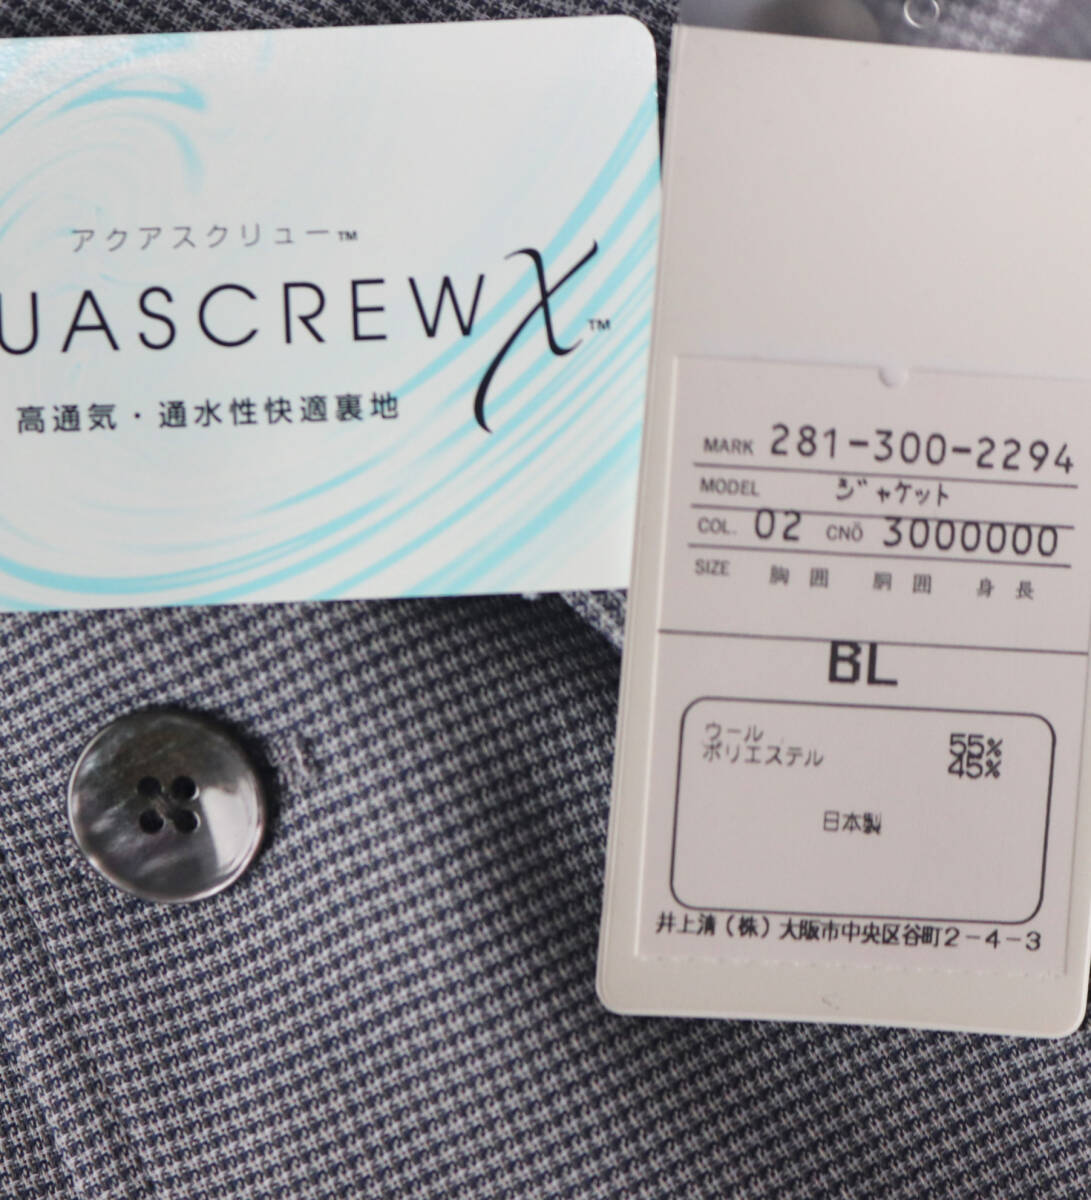 アクアスクリュー™
UASCREW X™
高通気・通水性快適裏地
MARK 281-300-2294
MODEL ジャケット
COL. 02 CNO 3000000
SIZE 胸囲 胴囲 身長
BL
ウール 55%
ポリエステル 45%
日本製
井上清(株)大阪市中央区谷町2-4-3